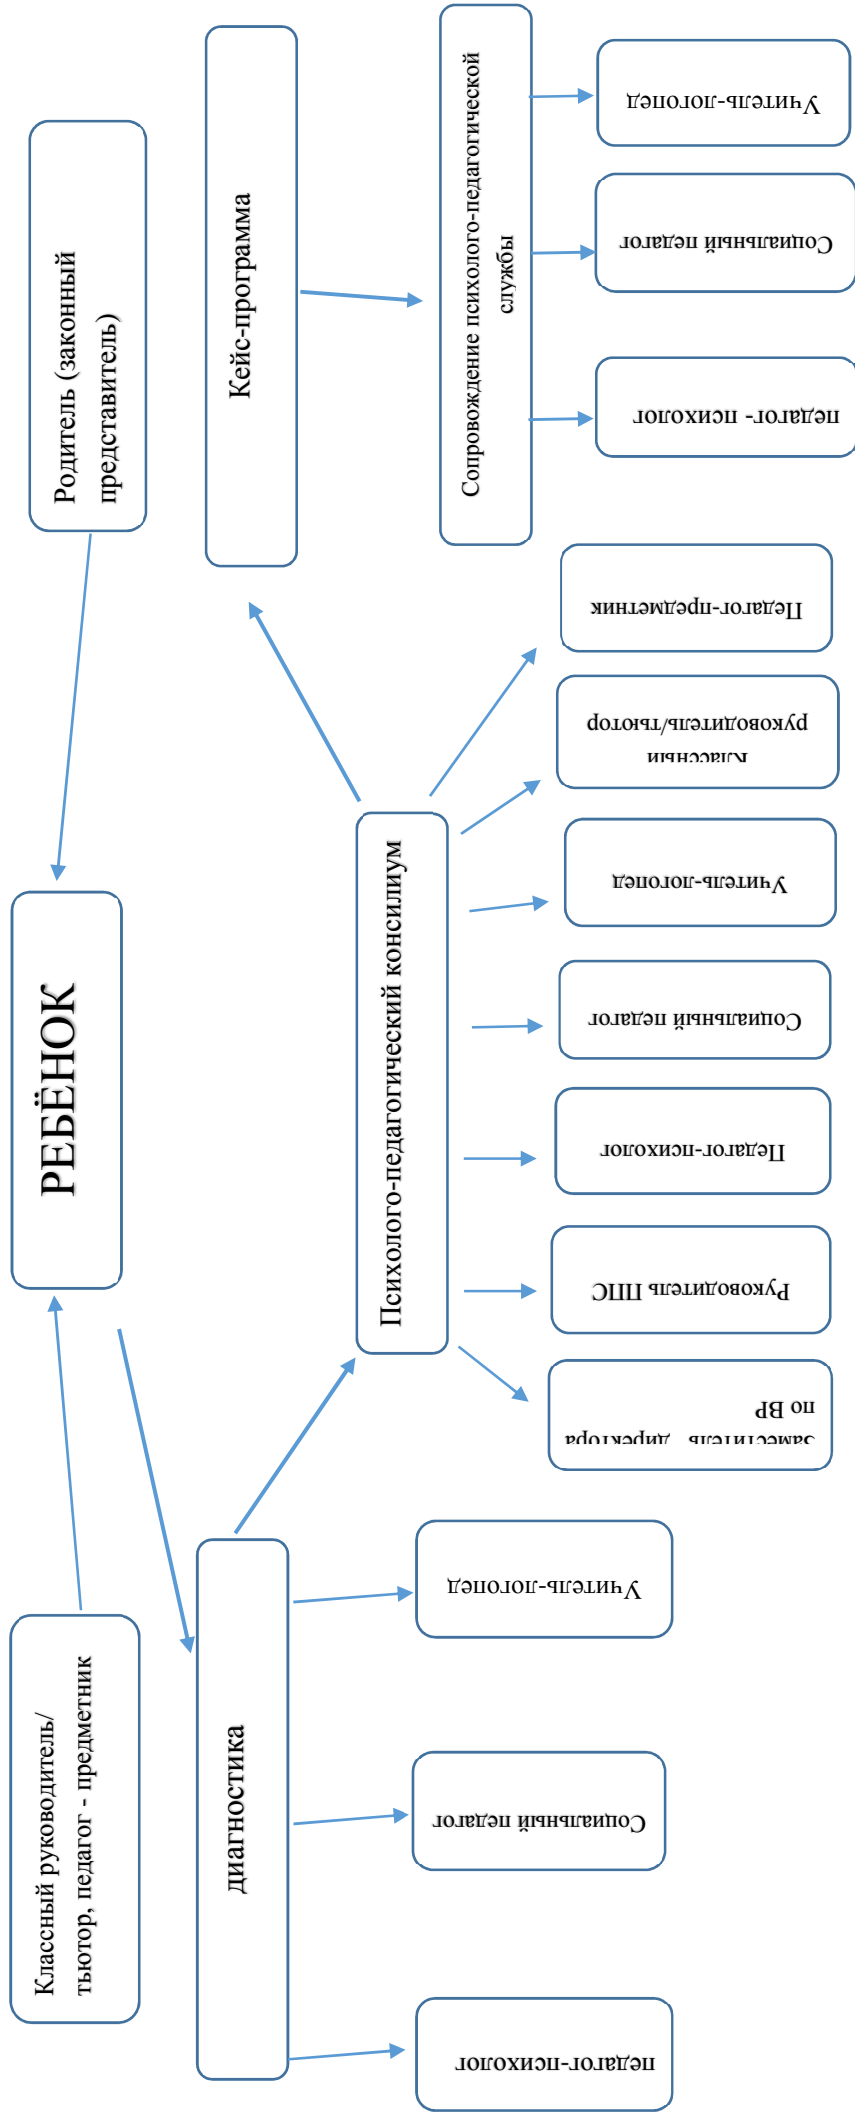 Классный руководитель/
тьютор, педагог - предметник
РЕБЁНОК
Родитель (законный
представитель)
диагностика
Кейс-программа
Психолого-педагогический консилиум
Сопровождение психолого-педагогической
службы
педагог-психолог
Социальный педагог
Учитель-логопед
Заместитель директора
по ВР
Руководитель ППС
Педагог-психолог
Социальный педагог
Учитель-логопед
Классный
руководитель/тьютор
Педагог-предметник
педагог- психолог
Социальный педагог
Учитель-логопед